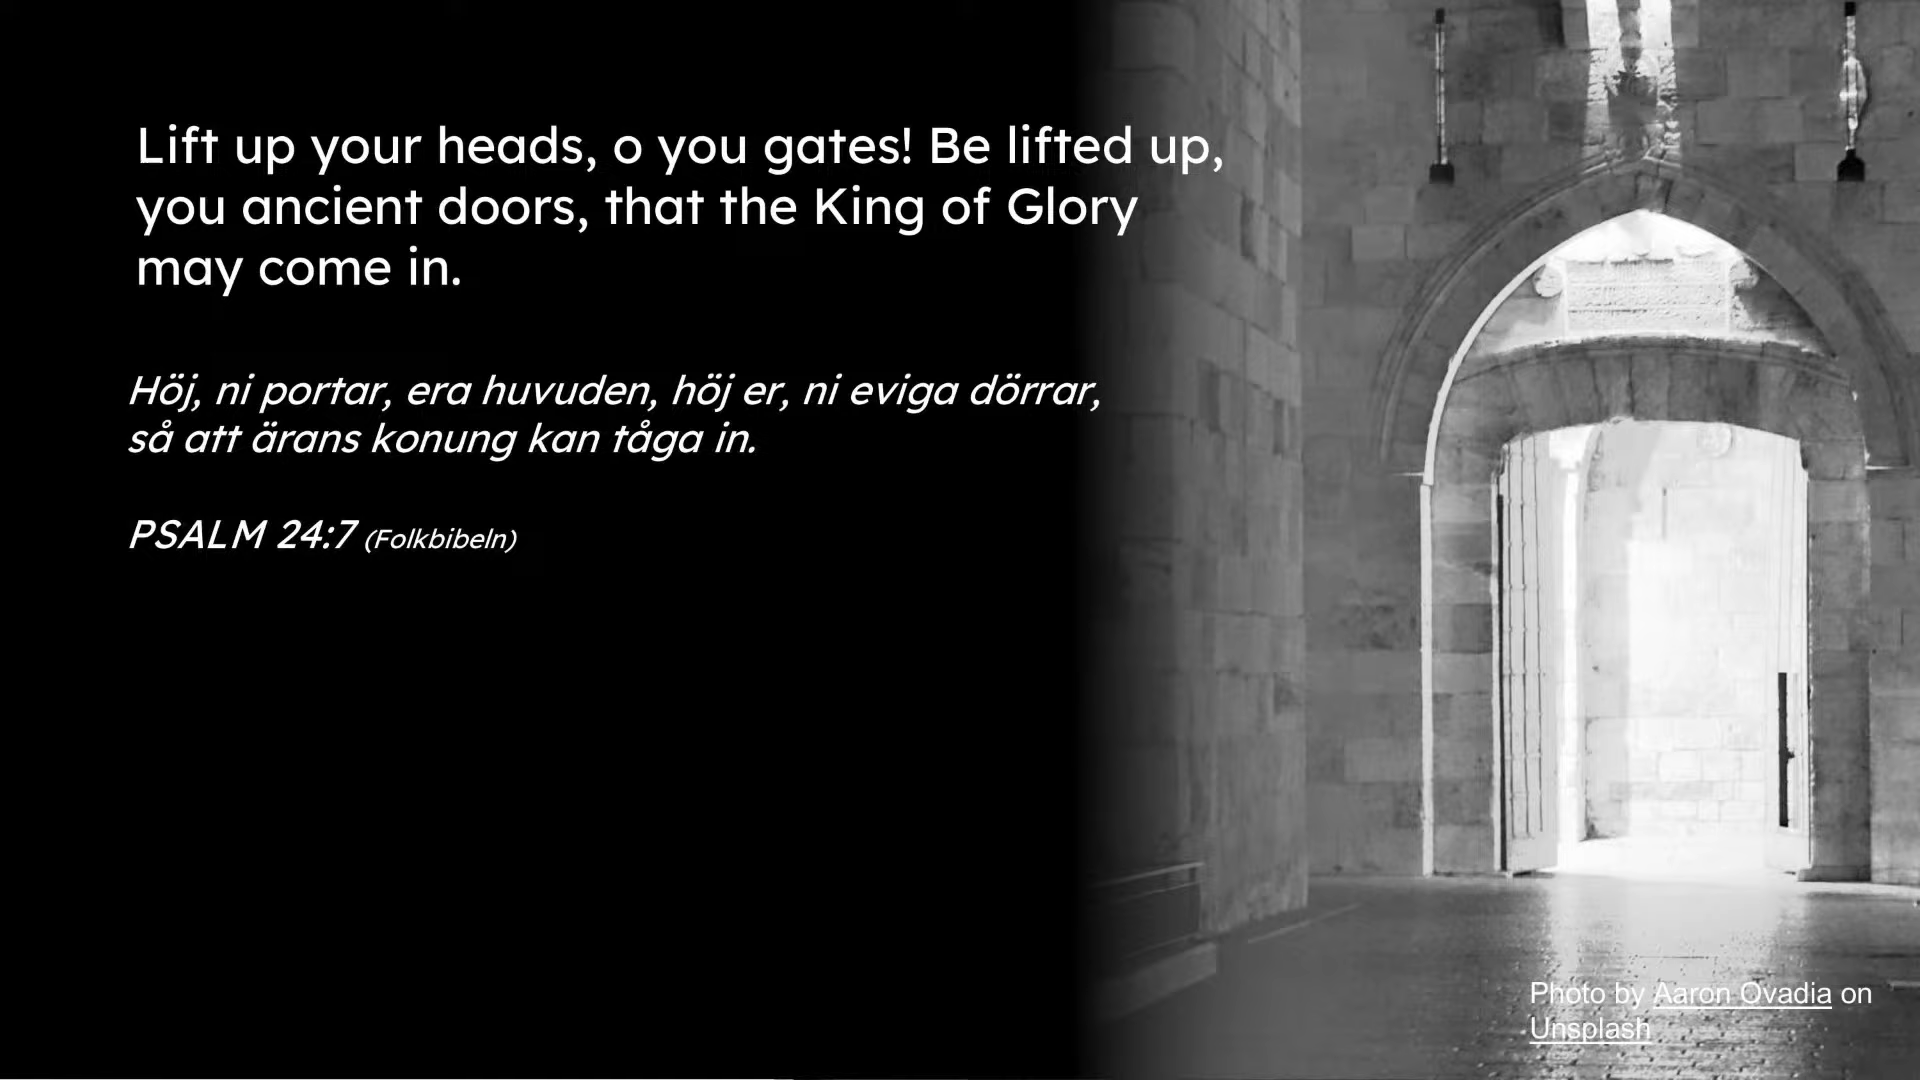 Lift up your heads, o you gates! Be lifted up,
you ancient doors, that the King of Glory
may come in.
Höj, ni portar, era huvuden, höj er, ni eviga dörrar,
så att ärans konung kan tåga in.
PSALM 24:7 (Folkbibeln)
Photo by Aaron Ovadia on
Unsplash